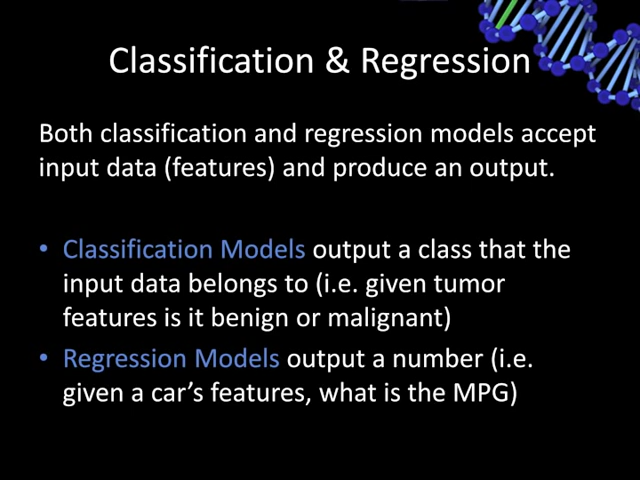 Classification & Regression
Both classification and regression models accept
input data (features) and produce an output.
• Classification Models output a class that the
input data belongs to (i.e. given tumor
features is it benign or malignant)
• Regression Models output a number (i.e.
given a car’s features, what is the MPG)